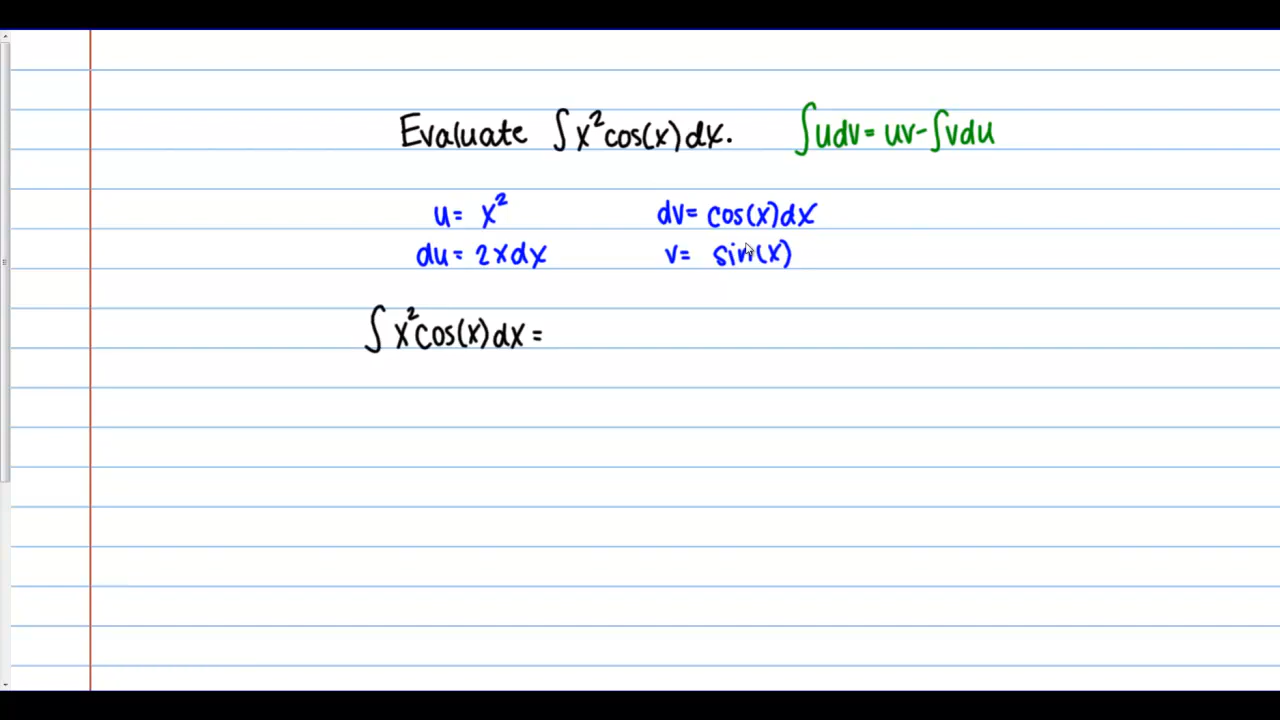 Evaluate ∫x²cos(x)dx. ∫udv = uv-∫vdu
u = x² dv = cos(x)dx
du = 2xdx v = sin(x)
∫x²cos(x)dx =